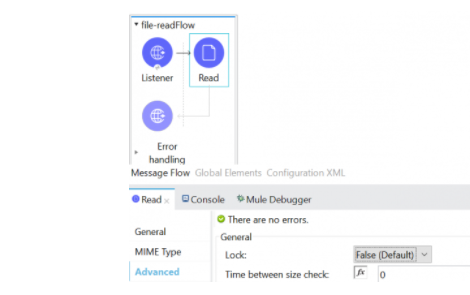 file-readFlow
Listener
Read
Error
handling
Message Flow Global Elements Configuration XML
Read Console Mule Debugger
There are no errors.
General
General
Lock: False (Default)
MIME Type
Time between size check: fx 0
Advanced